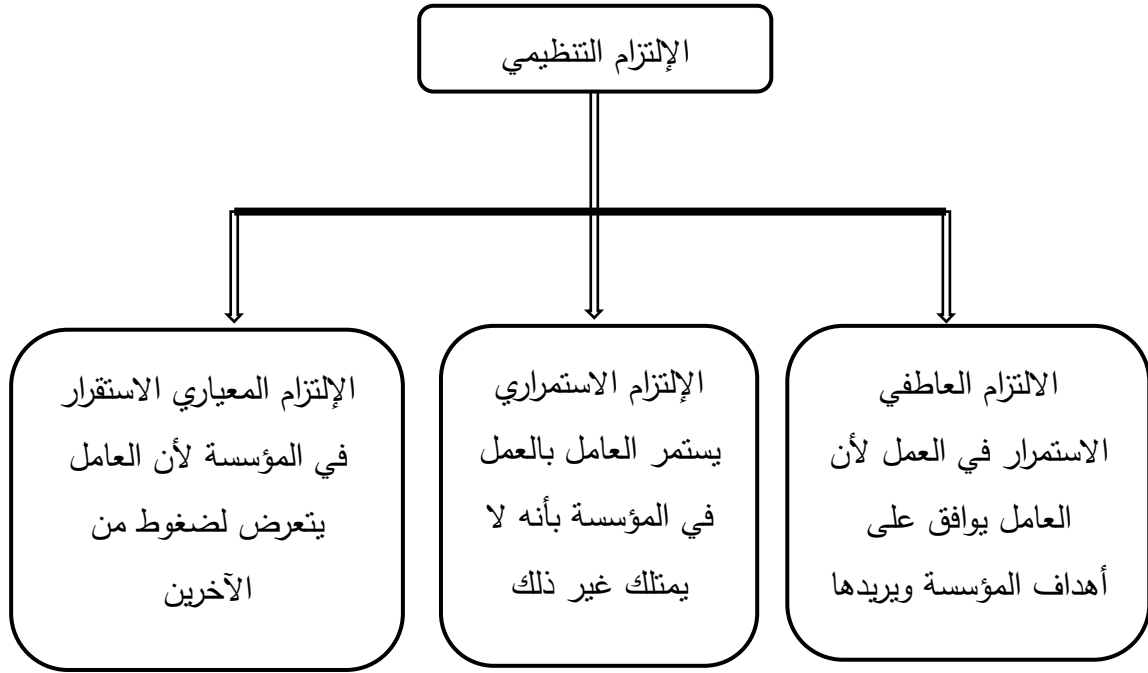 الإلتزام التنظيمي
الالتزام العاطفي
الاستمرار في العمل لأن
العامل يوافق على
أهداف المؤسسة ويريدها
الإلتزام الاستمراري
يستمر العامل بالعمل
في المؤسسة بأنه لا
يمتلك غير ذلك
الإلتزام المعياري الاستقرار
في المؤسسة لأن العامل
يتعرض لضغوط من
الآخرين